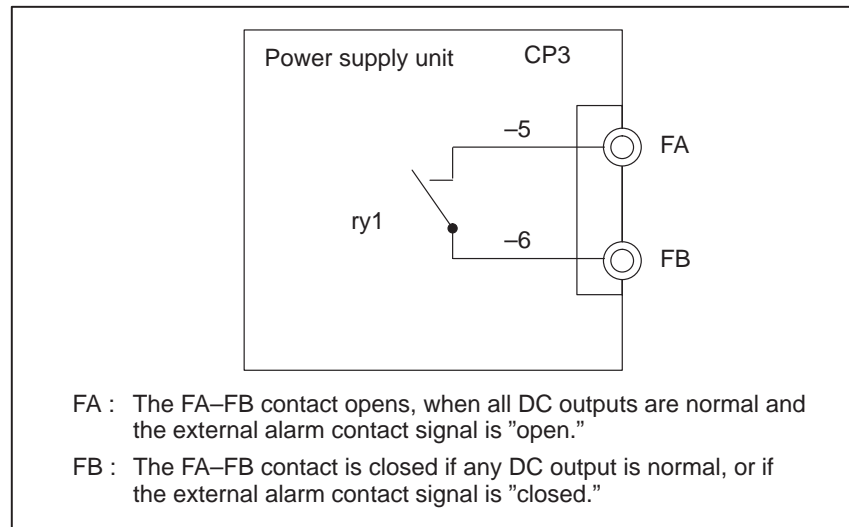 Power supply unit CP3
–5
FA
ry1
–6
FB
FA : The FA–FB contact opens, when all DC outputs are normal and
the external alarm contact signal is ”open.”
FB : The FA–FB contact is closed if any DC output is normal, or if
the external alarm contact signal is ”closed.”